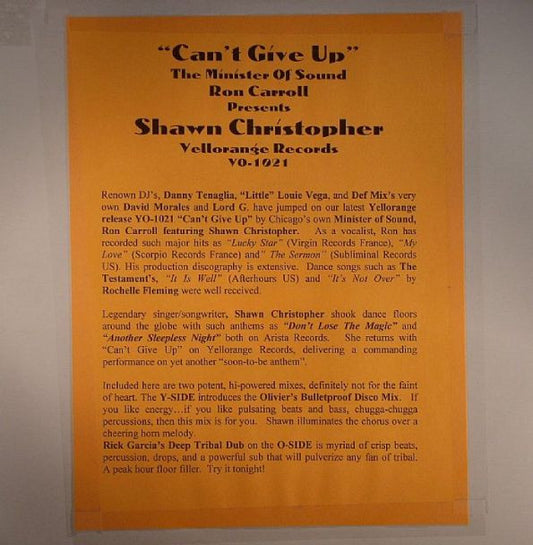 “Can’t Give Up”
The Minister Of Sound
Ron Carroll
Presents
Shawn Christopher
Yellorange Records
YO-1021
Renown DJ’s, Danny Tenaglia, “Little” Louie Vega, and Def Mix’s very
own David Morales and Lord G. have jumped on our latest Yellorange
release YO-1021 “Can’t Give Up” by Chicago’s own Minister of Sound,
Ron Carroll featuring Shawn Christopher. As a vocalist, Ron has
recorded such major hits as “Lucky Star” (Virgin Records France), “My
Love” (Scorpio Records France) and “ The Sermon” (Subliminal Records
US). His production discography is extensive. Dance songs such as The
Testament’s, “It Is Well” (Afterhours US) and “It’s Not Over” by
Rochelle Fleming were well received.
Legendary singer/songwriter, Shawn Christopher shook dance floors
around the globe with such anthems as “Don’t Lose The Magic” and
“Another Sleepless Night” both on Arista Records. She returns with
“Can’t Give Up” on Yellorange Records, delivering a commanding
performance on yet another “soon-to-be anthem”.
Included here are two potent, hi-powered mixes, definitely not for the faint
of heart. The Y-SIDE introduces the Olivier’s Bulletproof Disco Mix. If
you like energy…if you like pulsating beats and bass, chugga-chugga
percussions, then this mix is for you. Shawn illuminates the chorus over a
cheering horn melody.
Rick Garcia’s Deep Tribal Dub on the O-SIDE is myriad of crisp beats,
percussion, drops, and a powerful sub that will pulverize any fan of tribal.
A peak hour floor filler. Try it tonight!